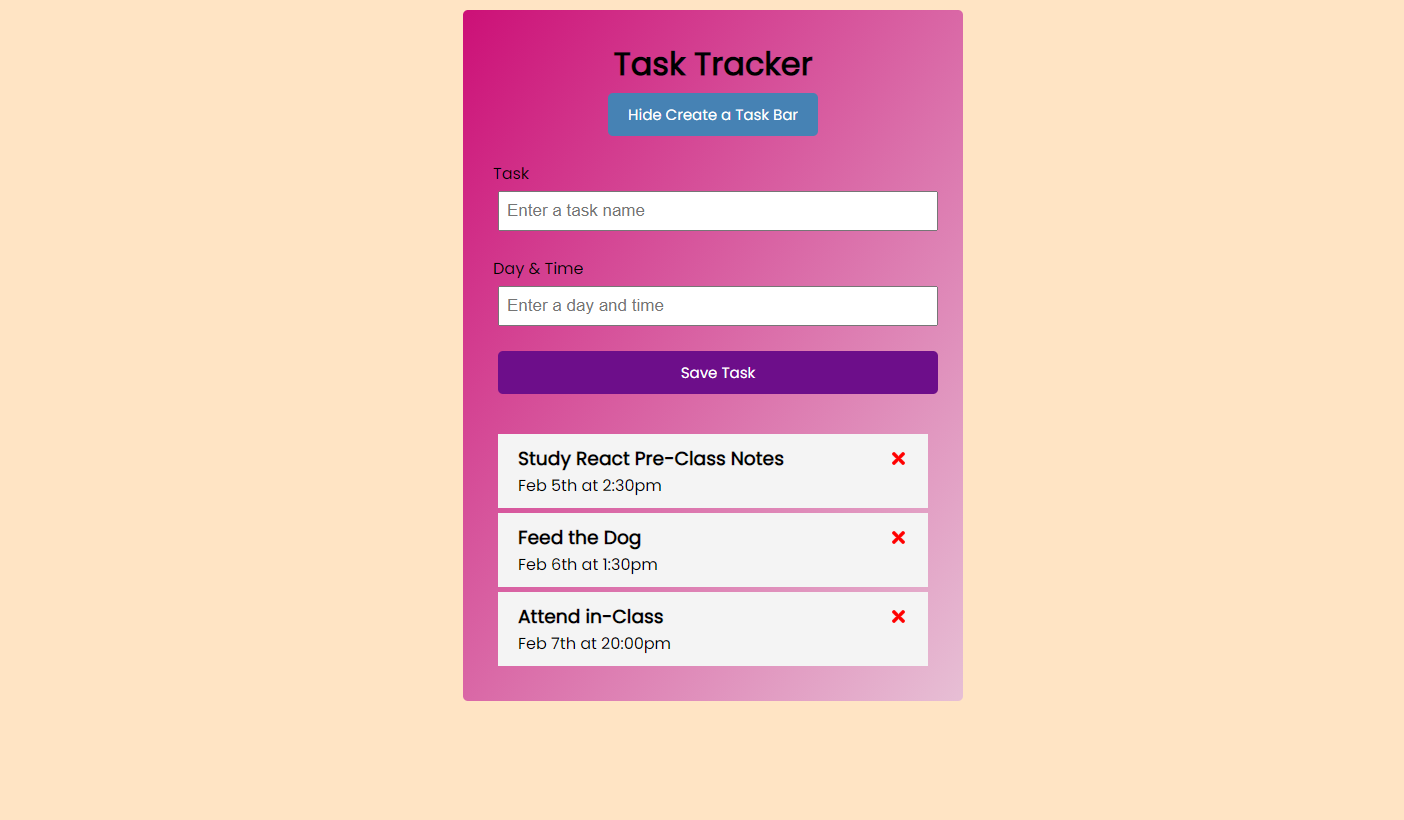 Task Tracker
Hide Create a Task Bar
Task
Enter a task name
Day & Time
Enter a day and time
Save Task
Study React Pre-Class Notes
Feb 5th at 2:30pm
Feed the Dog
Feb 6th at 1:30pm
Attend in-Class
Feb 7th at 20:00pm